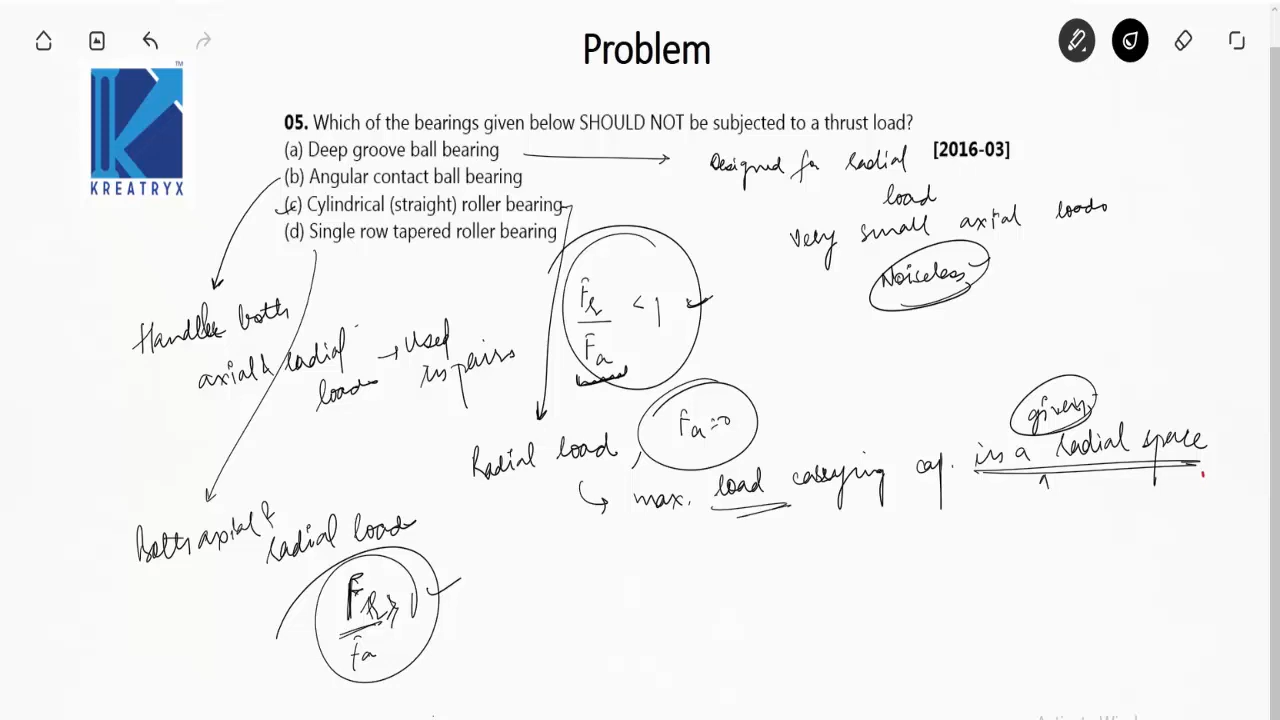 Problem
TM
KREATRYX
05. Which of the bearings given below SHOULD NOT be subjected to a thrust load?
[2016-03]
(a) Deep groove ball bearing
(b) Angular contact ball bearing
(c) Cylindrical (straight) roller bearing
(d) Single row tapered roller bearing
Designed for radial
load
Very small axial loads
Noiseless
Handles both
axial & radial
loads → Used
in pairs
Fr
Fa
< 1
Fa = 0
Radial load,
max. load carrying cap. in a radial space
given
Both axial &
radial loads
FR
Fa